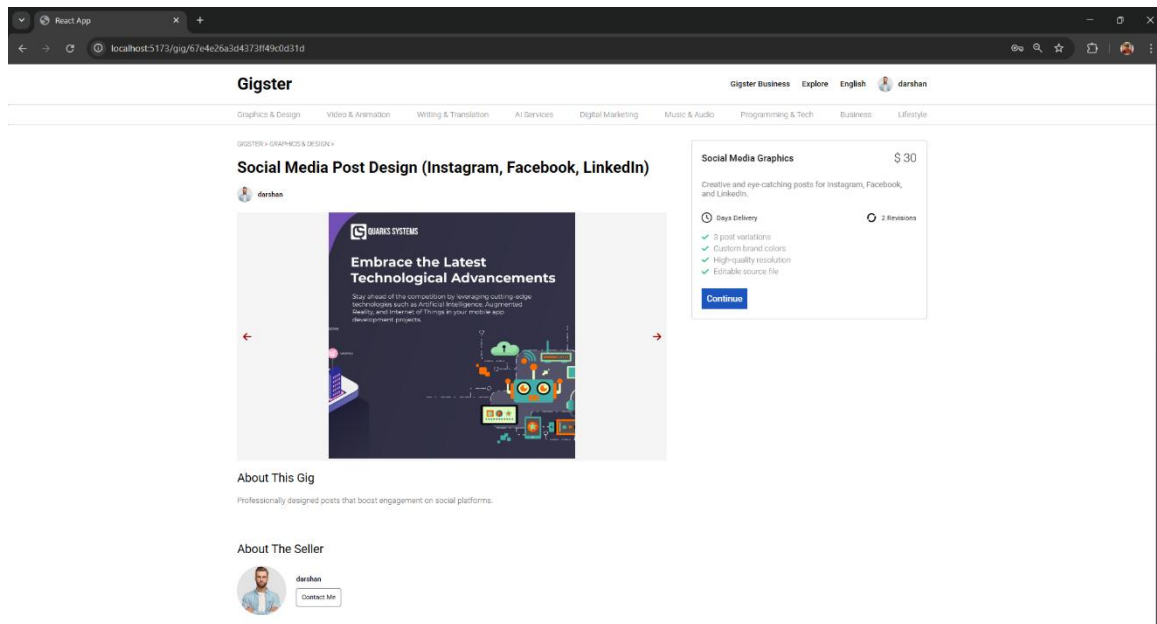 React App
localhost:5173/gig/67e4e26a3d4373ff49c0d31d
Gigster
Gigster Business Explore English darshan
Graphics & Design Video & Animation Writing & Translation AI Services Digital Marketing Music & Audio Programming & Tech Business Lifestyle
GIGSTER > GRAPHICS & DESIGN >
Social Media Post Design (Instagram, Facebook, LinkedIn)
darshan
QUARKS SYSTEMS
Embrace the Latest
Technological Advancements
Stay ahead of the competition by leveraging cutting-edge
technologies such as Artificial Intelligence, Augmented
Reality, and Internet of Things in your mobile app
development projects.
About This Gig
Professionally designed posts that boost engagement on social platforms.
About The Seller
darshan
Contact Me
Social Media Graphics $ 30
Creative and eye-catching posts for Instagram, Facebook,
and LinkedIn.
Days Delivery 2 Revisions
3 post variations
Custom brand colors
High-quality resolution
Editable source file
Continue